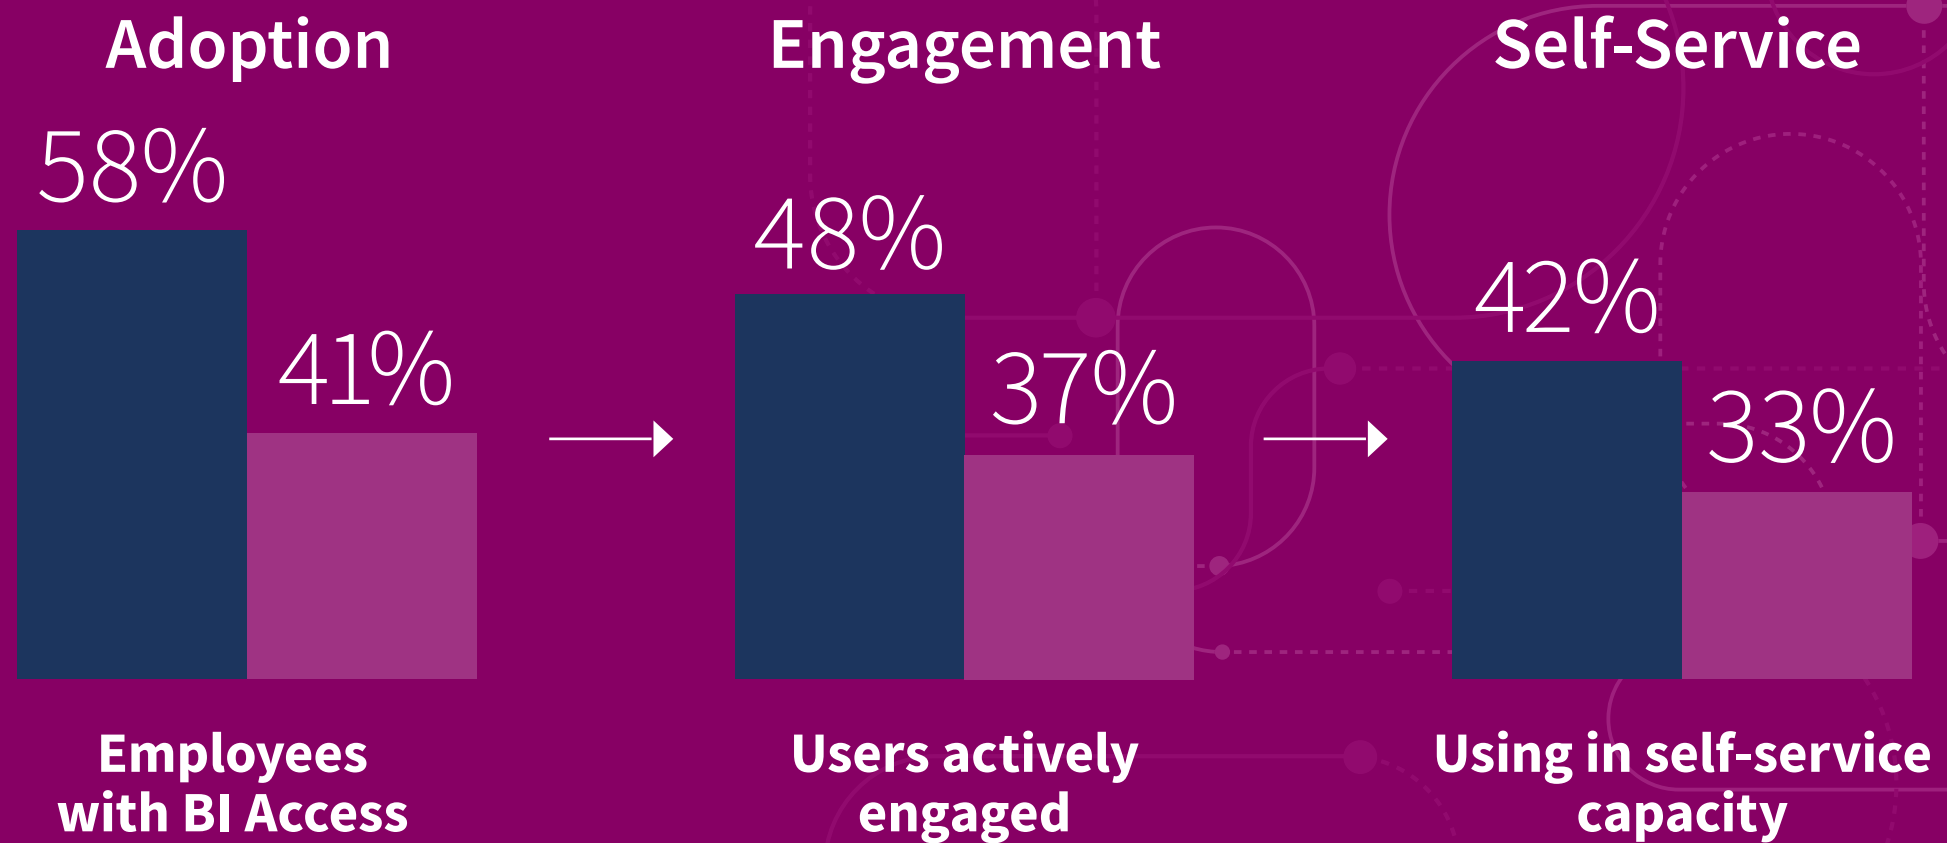 Adoption
58%
41%
Employees
with BI Access
Engagement
48%
37%
Users actively
engaged
Self-Service
42%
33%
Using in self-service
capacity